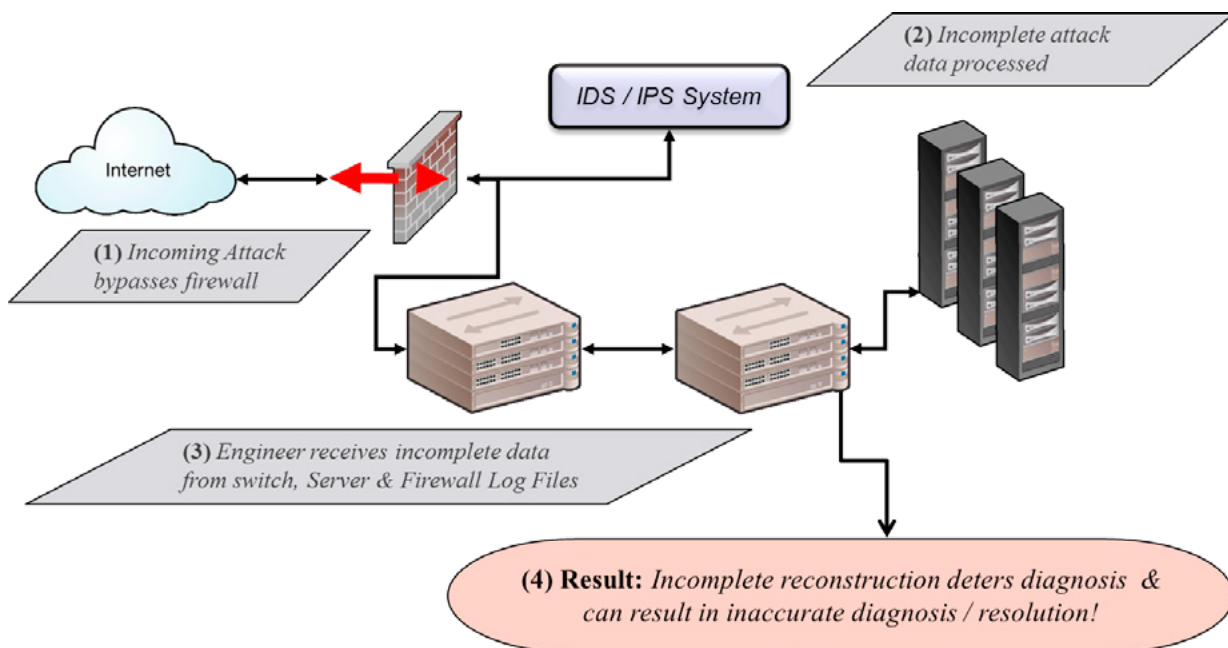 (2) Incomplete attack
data processed
IDS / IPS System
Internet
(1) Incoming Attack
bypasses firewall
(3) Engineer receives incomplete data
from switch, Server & Firewall Log Files
(4) Result: Incomplete reconstruction deters diagnosis &
can result in inaccurate diagnosis / resolution!